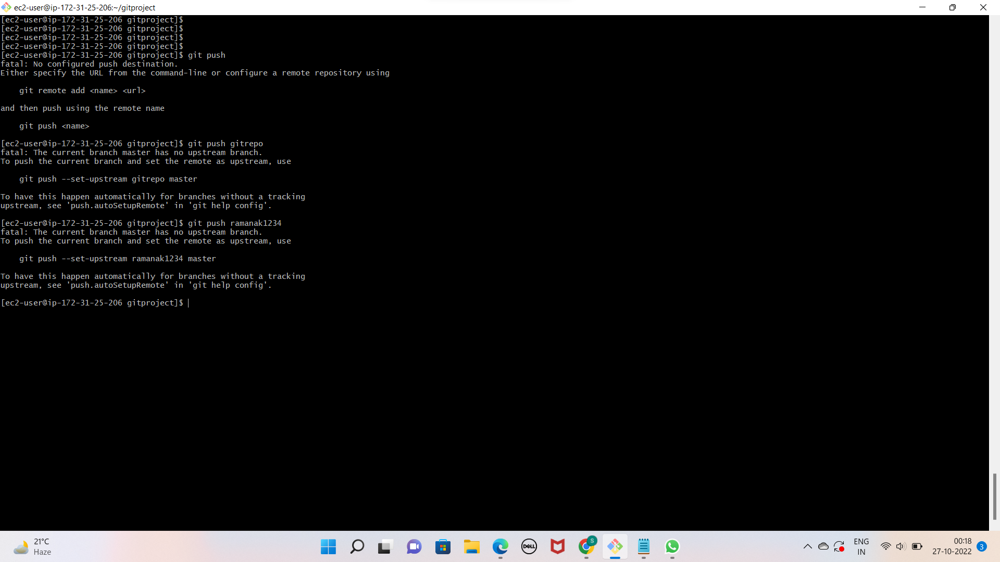 ec2-user@ip-172-31-25-206:~/gitproject
[ec2-user@ip-172-31-25-206 gitproject]$
[ec2-user@ip-172-31-25-206 gitproject]$
[ec2-user@ip-172-31-25-206 gitproject]$
[ec2-user@ip-172-31-25-206 gitproject]$
[ec2-user@ip-172-31-25-206 gitproject]$ git push
fatal: No configured push destination.
Either specify the URL from the command-line or configure a remote repository using
git remote add <name> <url>
and then push using the remote name
git push <name>
[ec2-user@ip-172-31-25-206 gitproject]$ git push gitrepo
fatal: The current branch master has no upstream branch.
To push the current branch and set the remote as upstream, use
git push --set-upstream gitrepo master
To have this happen automatically for branches without a tracking
upstream, see 'push.autoSetupRemote' in 'git help config'.
[ec2-user@ip-172-31-25-206 gitproject]$ git push ramanak1234
fatal: The current branch master has no upstream branch.
To push the current branch and set the remote as upstream, use
git push --set-upstream ramanak1234 master
To have this happen automatically for branches without a tracking
upstream, see 'push.autoSetupRemote' in 'git help config'.
[ec2-user@ip-172-31-25-206 gitproject]$
21°C
Haze
DELL
S
ENG
IN
00:18
27-10-2022
3